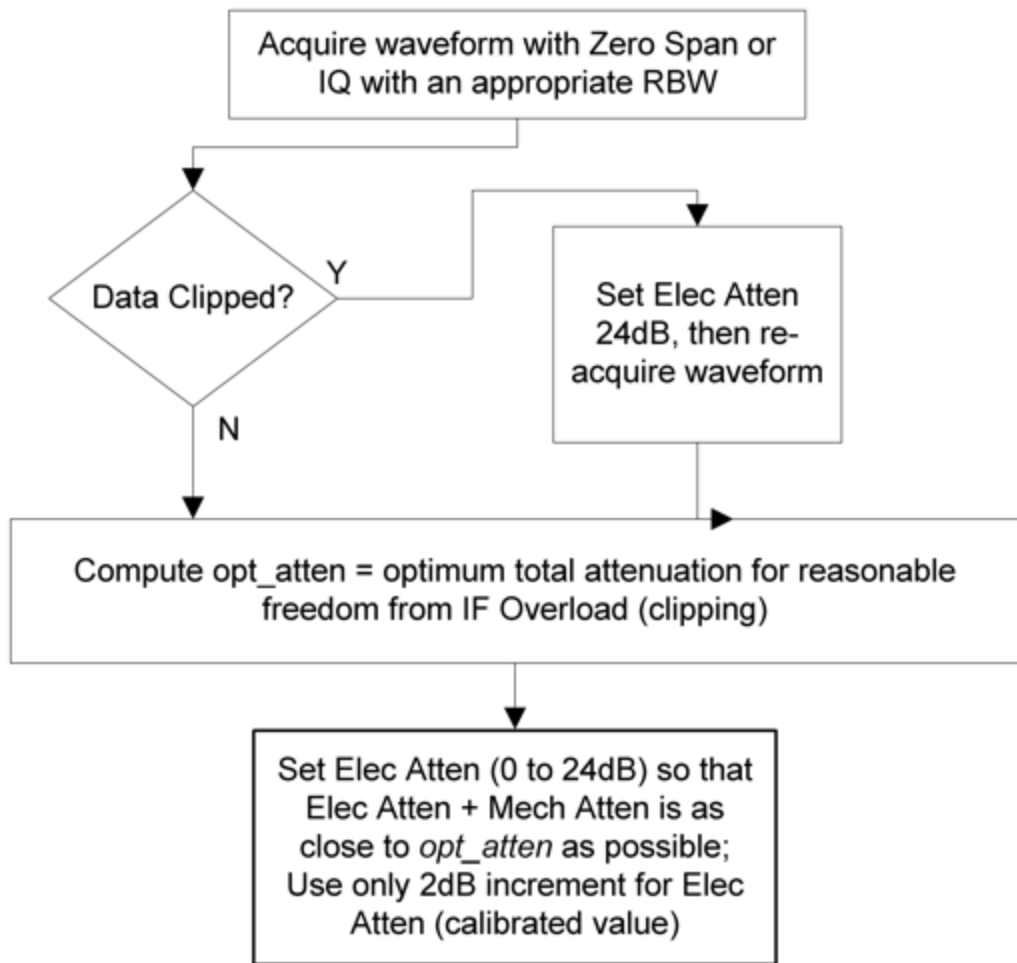 Acquire waveform with Zero Span or
IQ with an appropriate RBW
Data Clipped?
Y
N
Set Elec Atten
24dB, then re-
acquire waveform
Compute opt_atten = optimum total attenuation for reasonable
freedom from IF Overload (clipping)
Set Elec Atten (0 to 24dB) so that
Elec Atten + Mech Atten is as
close to opt_atten as possible;
Use only 2dB increment for Elec
Atten (calibrated value)